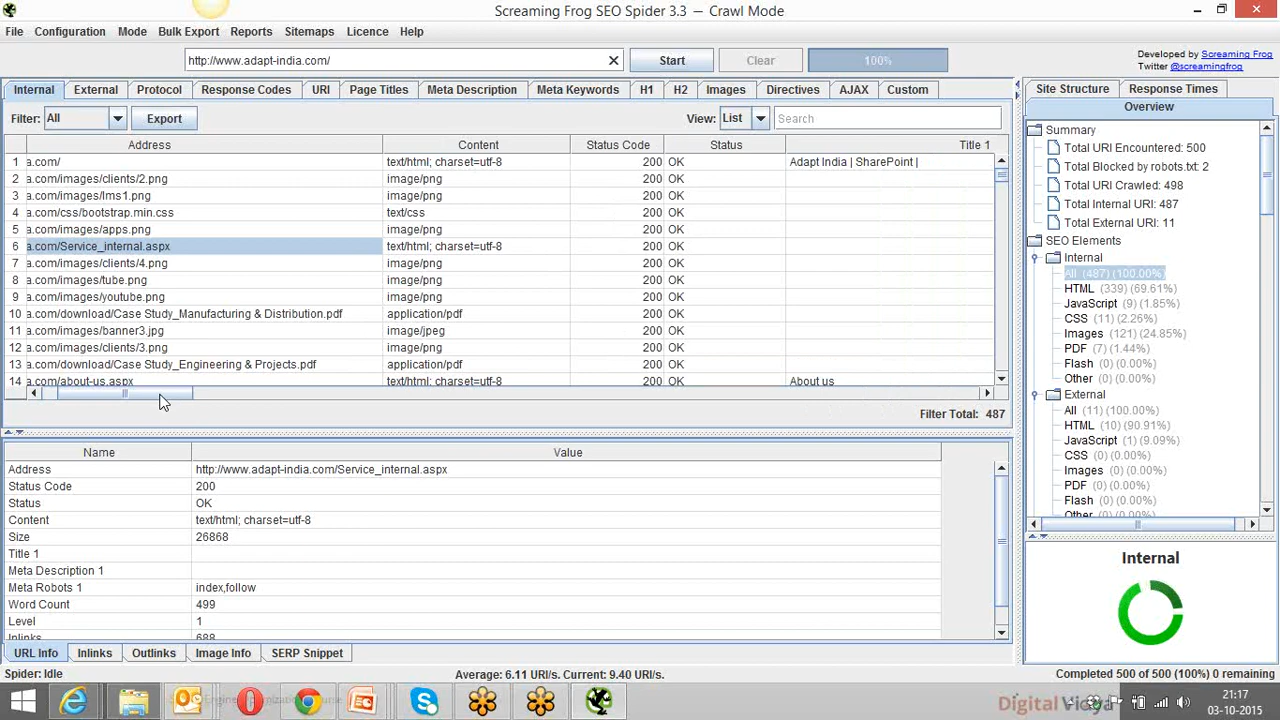 Screaming Frog SEO Spider 3.3 — Crawl Mode
File Configuration Mode Bulk Export Reports Sitemaps Licence Help
http://www.adapt-india.com/ Start Clear 100%
Developed by Screaming Frog
Twitter @screamingfrog
Internal External Protocol Response Codes URI Page Titles Meta Description Meta Keywords H1 H2 Images Directives AJAX Custom
Filter: All Export View: List Search
Address Content Status Code Status Title 1
1 a.com/ text/html; charset=utf-8 200 OK Adapt India | SharePoint |
2 a.com/images/clients/2.png image/png 200 OK
3 a.com/images/lms1.png image/png 200 OK
4 a.com/css/bootstrap.min.css text/css 200 OK
5 a.com/images/apps.png image/png 200 OK
6 a.com/Service_internal.aspx text/html; charset=utf-8 200 OK
7 a.com/images/clients/4.png image/png 200 OK
8 a.com/images/tube.png image/png 200 OK
9 a.com/images/youtube.png image/png 200 OK
10 a.com/download/Case Study_Manufacturing & Distribution.pdf application/pdf 200 OK
11 a.com/images/banner3.jpg image/jpeg 200 OK
12 a.com/images/clients/3.png image/png 200 OK
13 a.com/download/Case Study_Engineering & Projects.pdf application/pdf 200 OK
14 a.com/about-us.aspx text/html; charset=utf-8 200 OK About us
Filter Total: 487
Name Value
Address http://www.adapt-india.com/Service_internal.aspx
Status Code 200
Status OK
Content text/html; charset=utf-8
Size 26868
Title 1
Meta Description 1
Meta Robots 1 index,follow
Word Count 499
Level 1
Inlinks 688
URL Info Inlinks Outlinks Image Info SERP Snippet
Site Structure Response Times
Overview
Summary
Total URI Encountered: 500
Total Blocked by robots.txt: 2
Total URI Crawled: 498
Total Internal URI: 487
Total External URI: 11
SEO Elements
Internal
All (487) (100.00%)
HTML (339) (69.61%)
JavaScript (9) (1.85%)
CSS (11) (2.26%)
Images (121) (24.85%)
PDF (7) (1.44%)
Flash (0) (0.00%)
Other (0) (0.00%)
External
All (11) (100.00%)
HTML (10) (90.91%)
JavaScript (1) (9.09%)
CSS (0) (0.00%)
Images (0) (0.00%)
PDF (0) (0.00%)
Flash (0) (0.00%)
Other (0) (0.00%)
Internal
Spider: Idle Average: 6.11 URI/s. Current: 9.40 URI/s. Completed 500 of 500 (100%) 0 remaining
Digital Vidya
21:17
03-10-2015